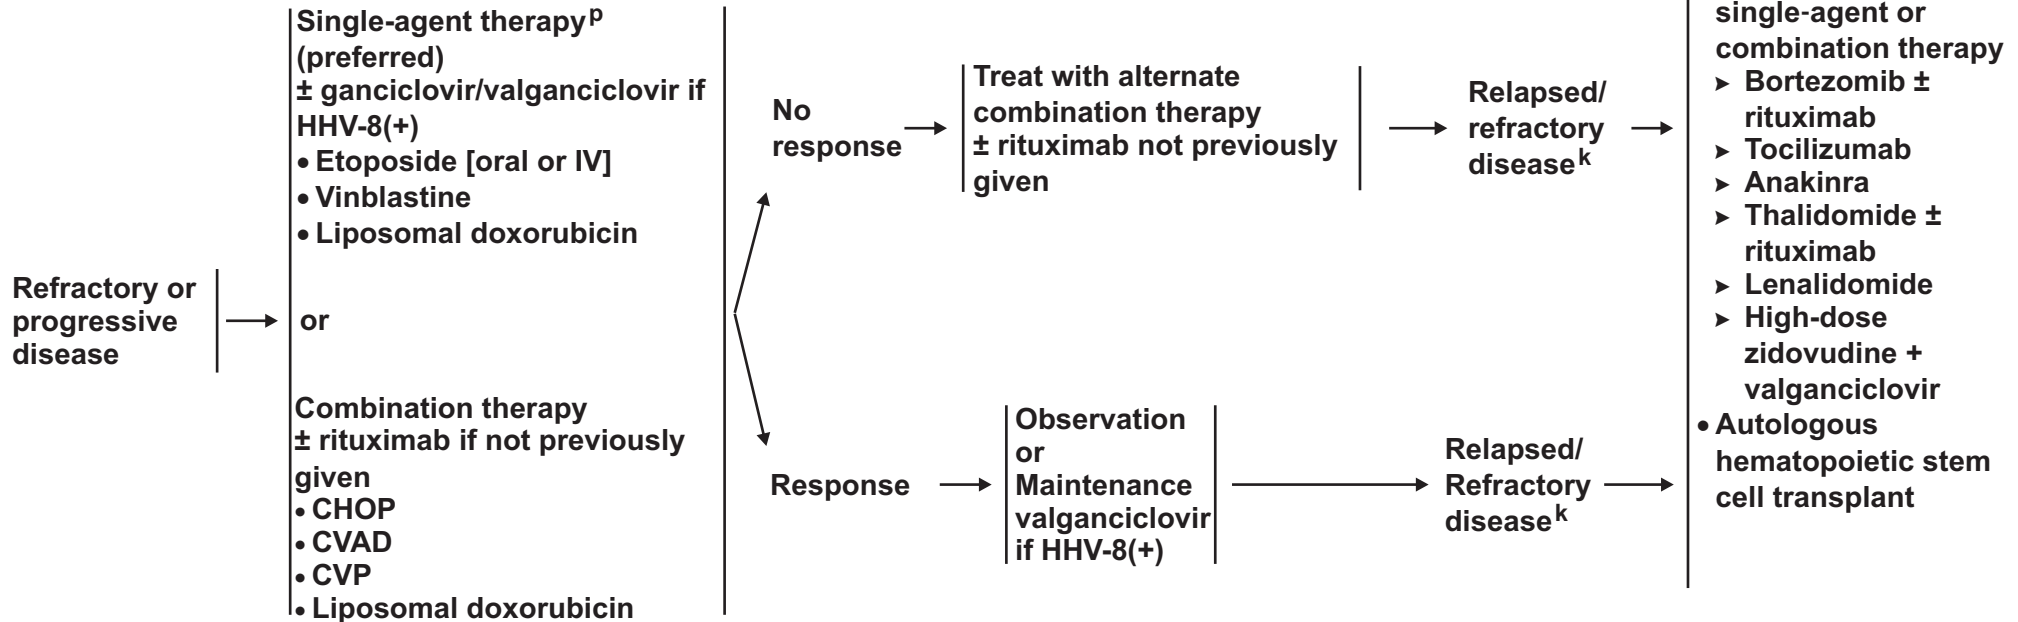 Refractory or
progressive
disease
Single-agent therapy p
(preferred)
± ganciclovir/valganciclovir if
HHV-8(+)
• Etoposide [oral or IV]
• Vinblastine
• Liposomal doxorubicin
or
Combination therapy
± rituximab if not previously
given
• CHOP
• CVAD
• CVP
• Liposomal doxorubicin
No
response
Treat with alternate
combination therapy
± rituximab not previously
given
Relapsed/
refractory
disease k
Response
Observation
or
Maintenance
valganciclovir
if HHV-8(+)
Relapsed/
Refractory
disease k
single-agent or
combination therapy
➤ Bortezomib ±
rituximab
➤ Tocilizumab
➤ Anakinra
➤ Thalidomide ±
rituximab
➤ Lenalidomide
➤ High-dose
zidovudine +
valganciclovir
• Autologous
hematopoietic stem
cell transplant